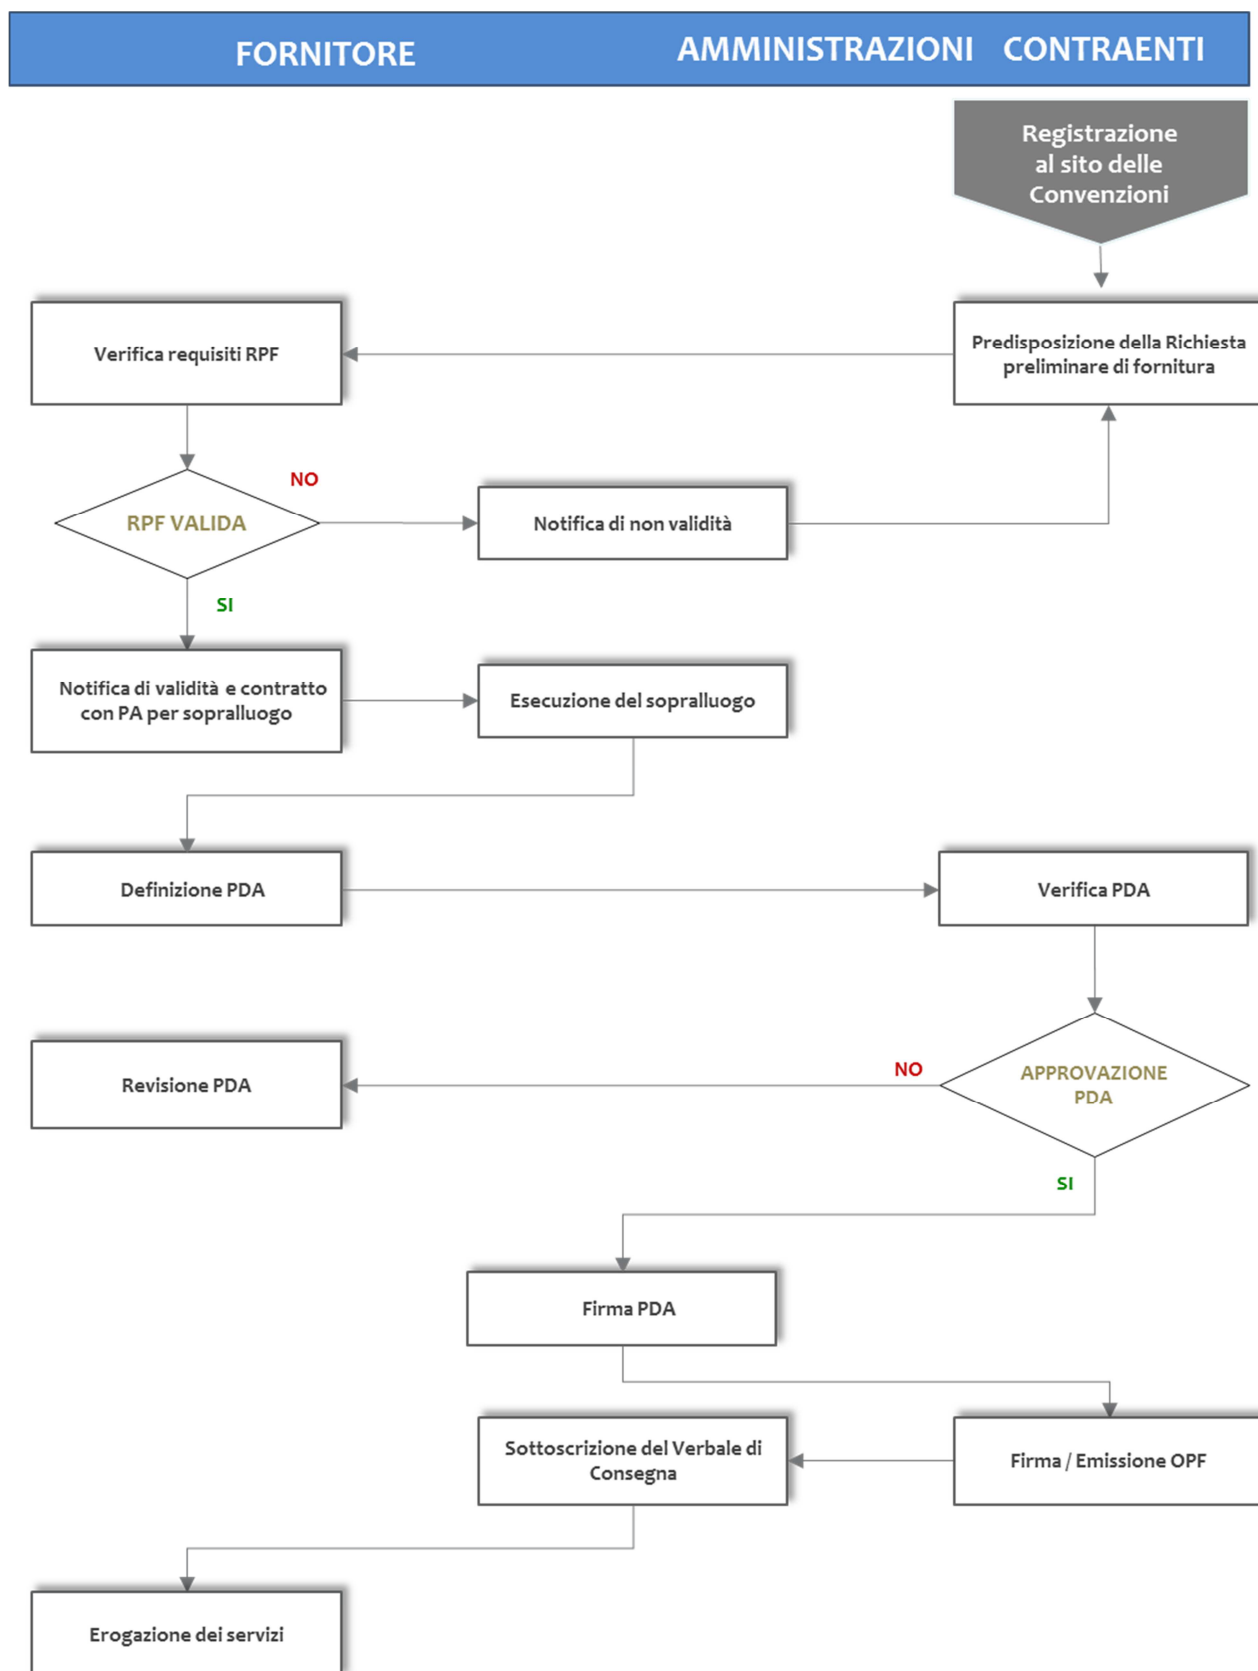 FORNITORE
AMMINISTRAZIONI CONTRAENTI
Registrazione
al sito delle
Convenzioni
Verifica requisiti RPF
Predisposizione della Richiesta
preliminare di fornitura
NO
RPF VALIDA
Notifica di non validità
SI
Notifica di validità e contratto
con PA per sopralluogo
Esecuzione del sopralluogo
Definizione PDA
Verifica PDA
Revisione PDA
NO
APPROVAZIONE
PDA
SI
Firma PDA
Sottoscrizione del Verbale di
Consegna
Firma / Emissione OPF
Erogazione dei servizi